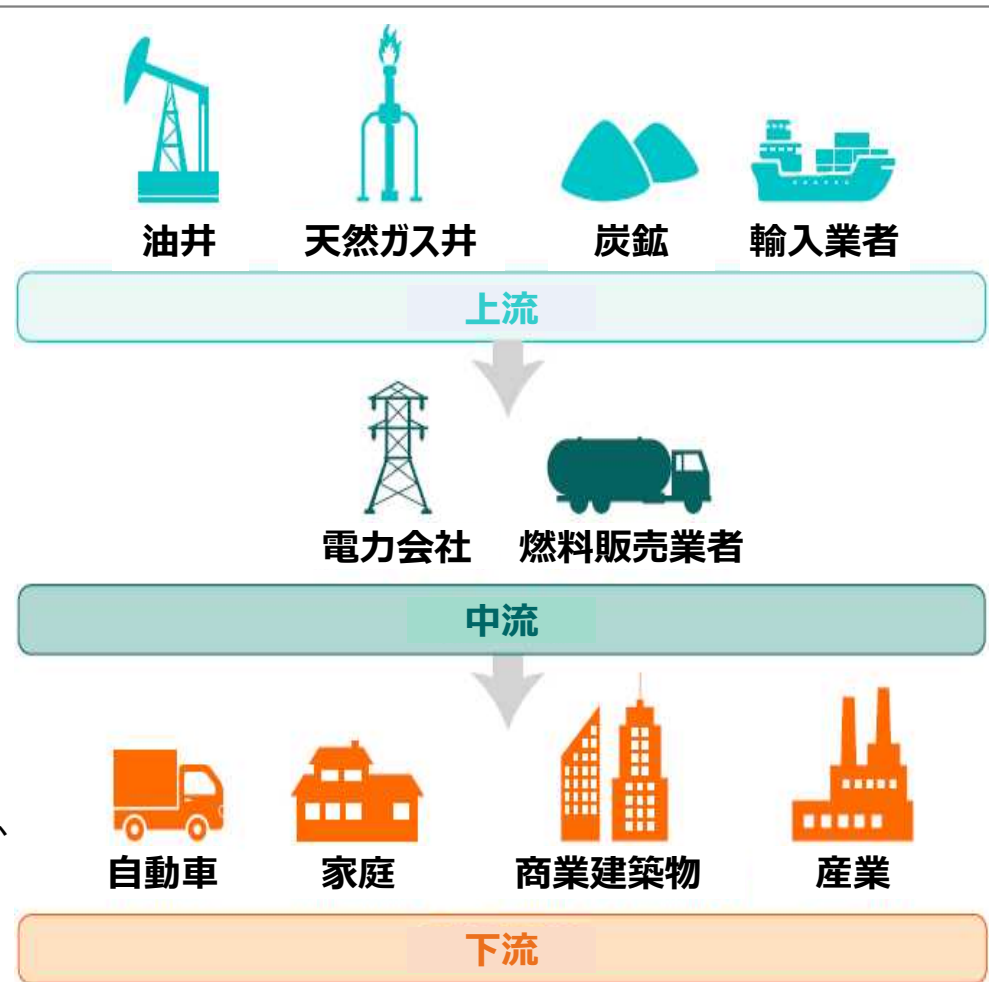 油井 天然ガス井 炭鉱 輸入業者
上流
電力会社 燃料販売業者
中流
、
自動車 家庭 商業建築物 産業
下流